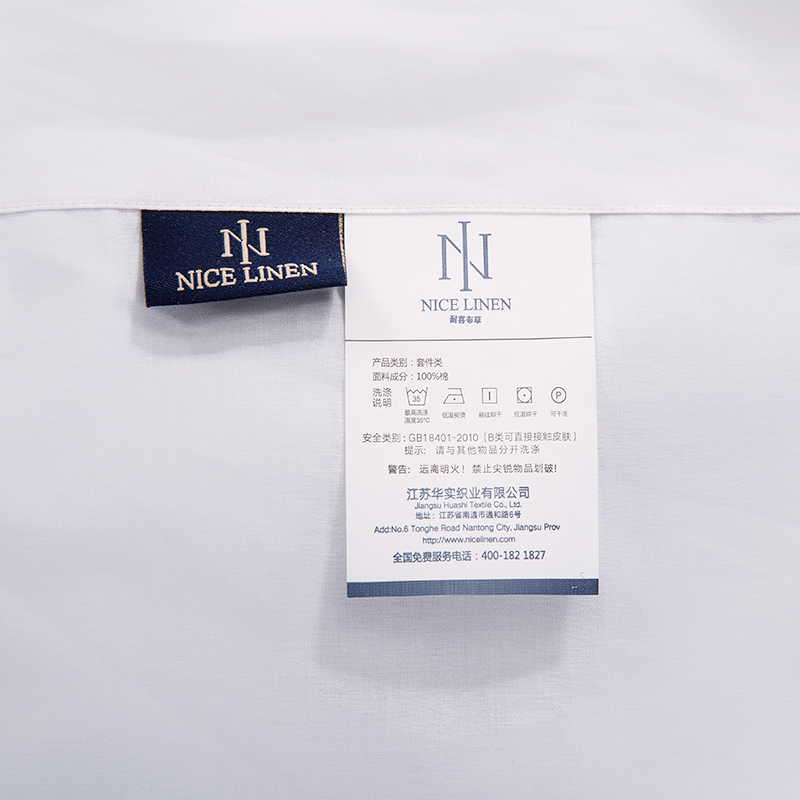 NICE LINEN
NICE LINEN
耐喜布草
产品类别：套件类
面料成分：100%棉
洗涤说明
35
P
最高洗涤温度35℃
低温熨烫
悬挂晾干
低温烘干
可干洗
安全类别：GB18401-2010（B类可直接接触皮肤）
提示：请与其他物品分开洗涤
警告：远离明火！禁止尖锐物品划破！
江苏华实织业有限公司
Jiangsu Huashi Textile Co., Ltd.
地址：江苏省南通市通和路6号
Add:No.6 Tonghe Road Nantong City, Jiangsu Prov
http://www.nicelinen.com
全国免费服务电话：400-182 1827